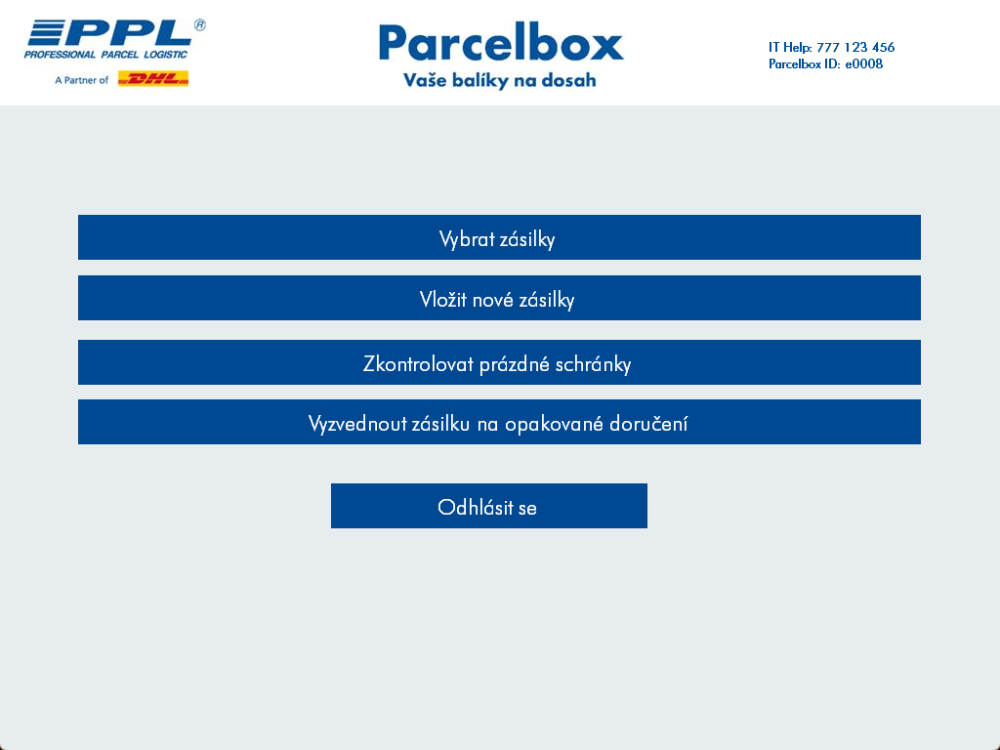 PPL®
PROFESSIONAL PARCEL LOGISTIC
A Partner of DHL
Parcelbox
Vaše balíky na dosah
IT Help: 777 123 456
Parcelbox ID: e0008
Vybrat zásilky
Vložit nové zásilky
Zkontrolovat prázdné schránky
Vyzvednout zásilku na opakované doručení
Odhlásit se